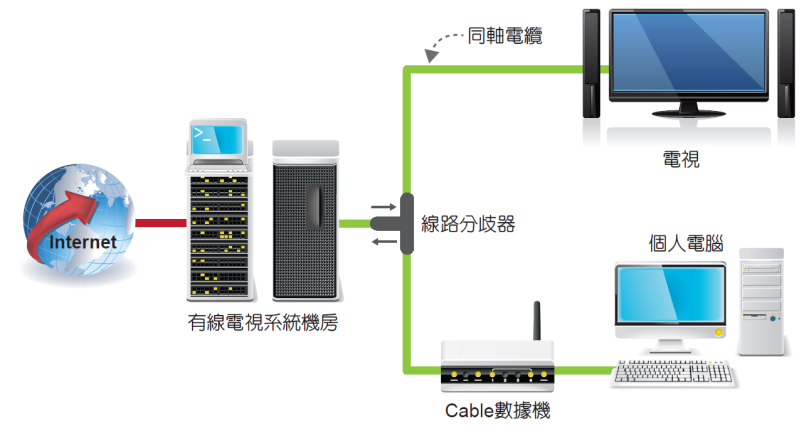 同軸電纜
電視
Internet
線路分歧器
個人電腦
有線電視系統機房
Cable數據機